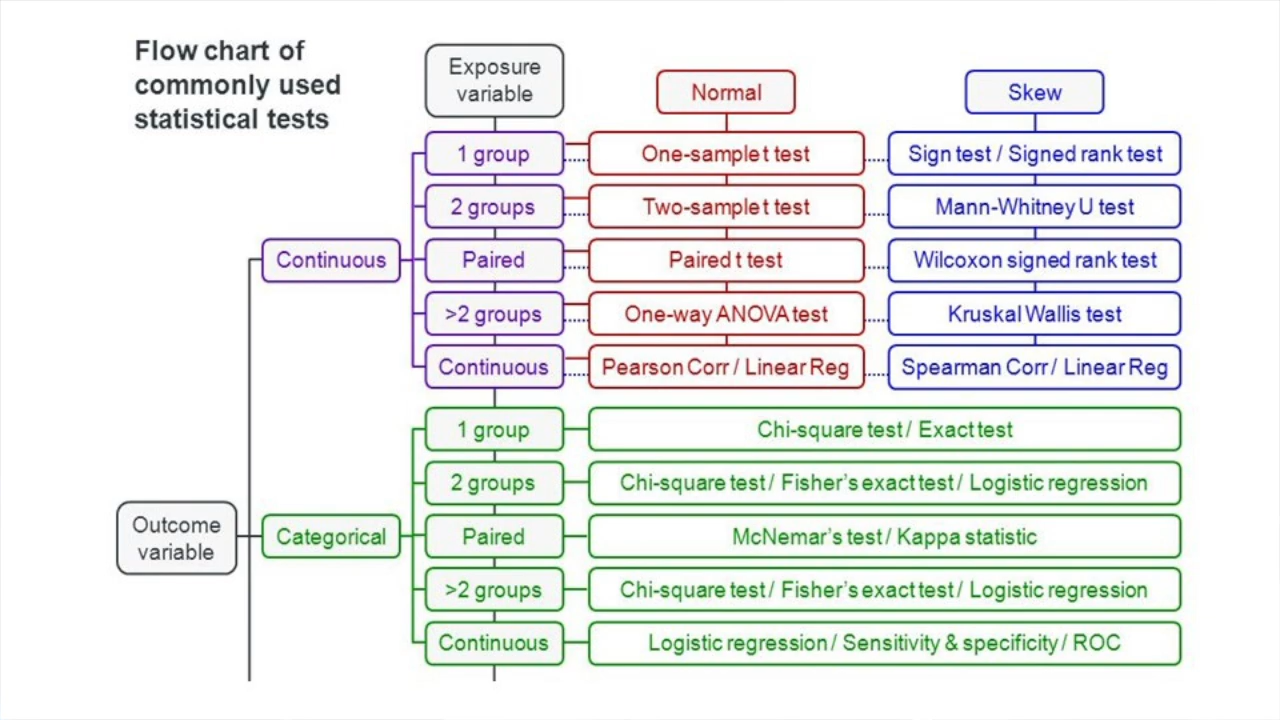 Flow chart of
commonly used
statistical tests
Exposure
variable
Normal
Skew
1 group
One-sample t test
Sign test / Signed rank test
2 groups
Two-sample t test
Mann-Whitney U test
Continuous
Paired
Paired t test
Wilcoxon signed rank test
>2 groups
One-way ANOVA test
Kruskal Wallis test
Continuous
Pearson Corr / Linear Reg
Spearman Corr / Linear Reg
1 group
Chi-square test / Exact test
2 groups
Chi-square test / Fisher's exact test / Logistic regression
Outcome
variable
Categorical
Paired
McNemar's test / Kappa statistic
>2 groups
Chi-square test / Fisher's exact test / Logistic regression
Continuous
Logistic regression / Sensitivity & specificity / ROC